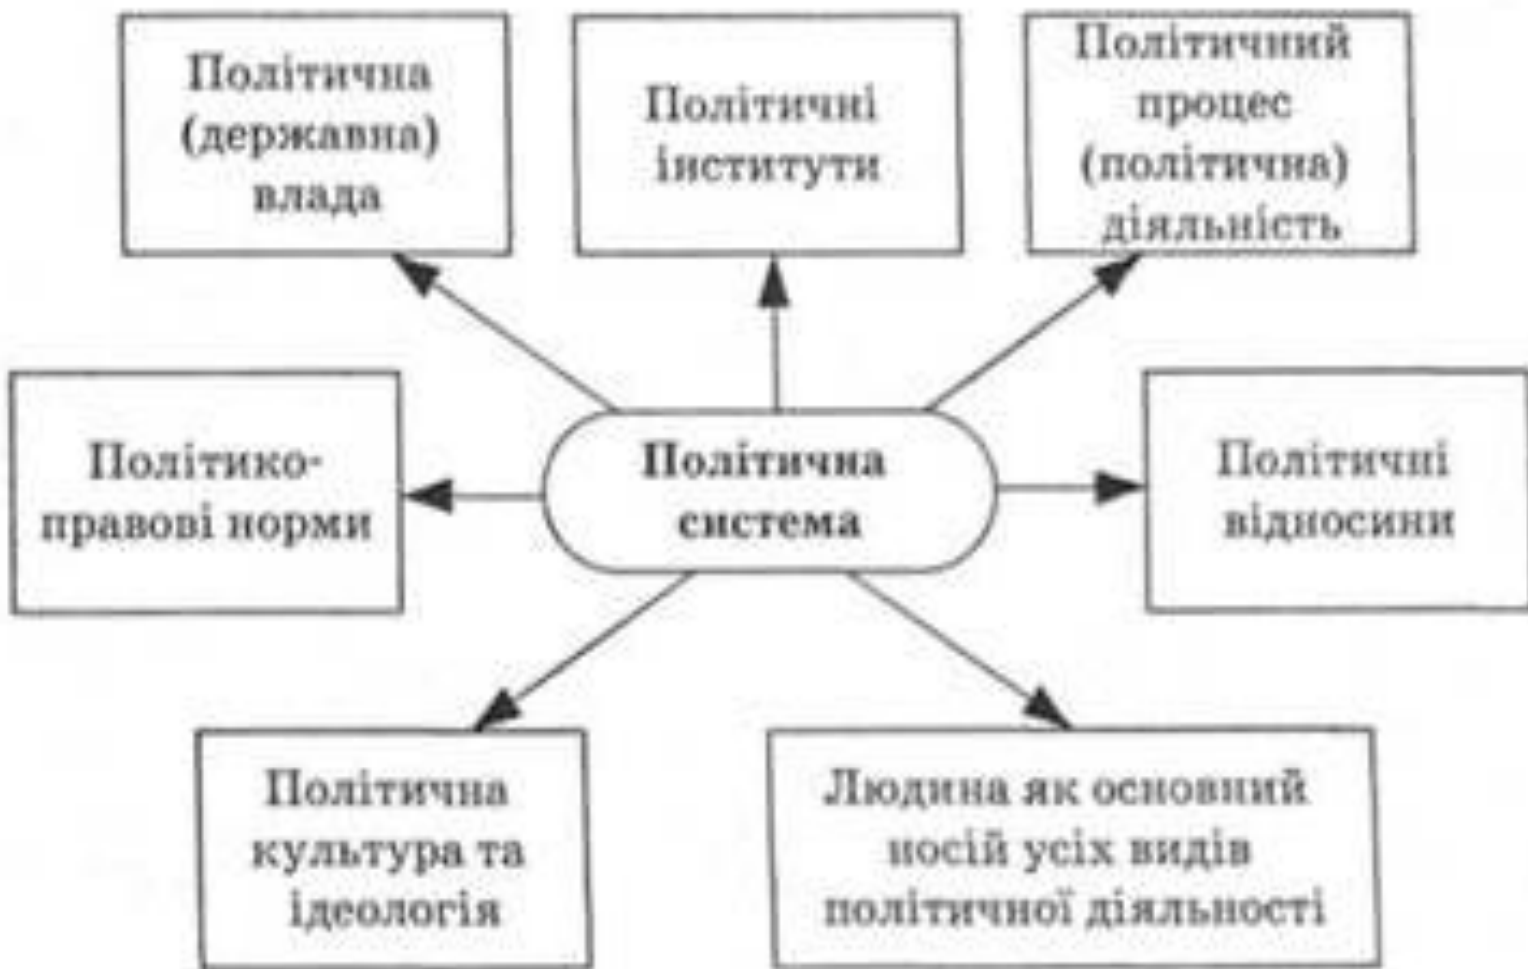 Політична
(державна)
влада
Політичні
інститути
Політичний
процес
(політична)
діяльність
Політико-
правові норми
Політична
система
Політичні
відносини
Політична
культура та
ідеологія
Людина як основний
носій усіх видів
політичної діяльності